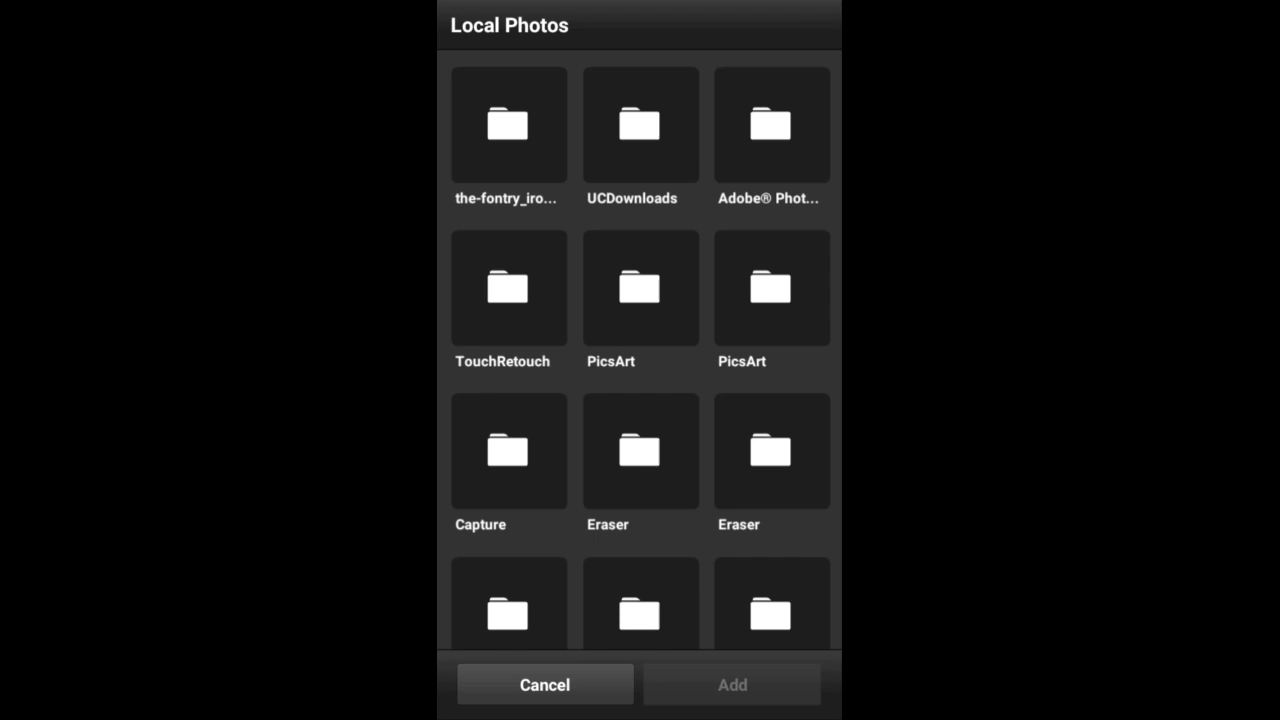 Local Photos
the-fontry_iro... UCDownloads Adobe® Phot...
TouchRetouch PicsArt PicsArt
Capture Eraser Eraser
Cancel Add